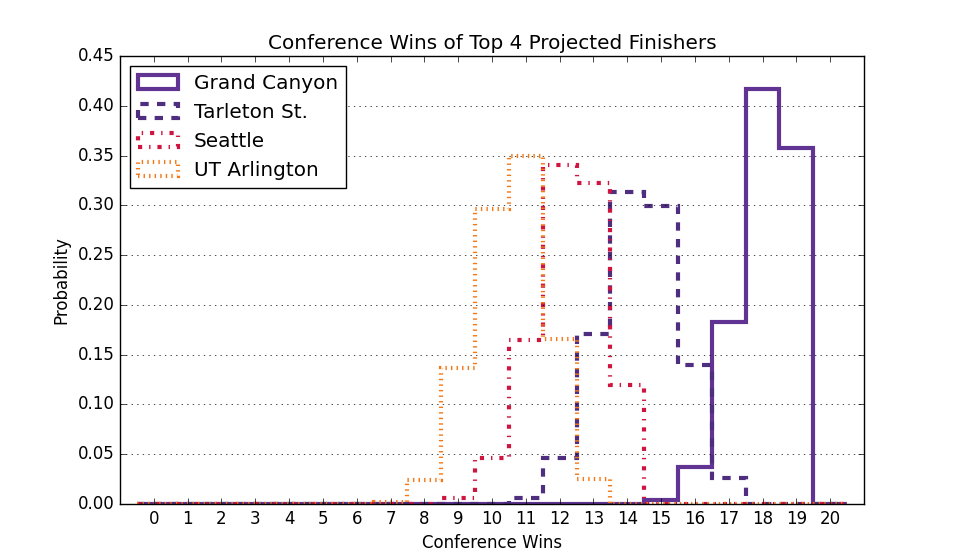 Conference Wins of Top 4 Projected Finishers
0.45
0.40
0.35
0.30
0.25
0.20
0.15
0.10
0.05
0.00
Probability
Grand Canyon
Tarleton St.
Seattle
UT Arlington
0 1 2 3 4 5 6 7 8 9 10 11 12 13 14 15 16 17 18 19 20
Conference Wins